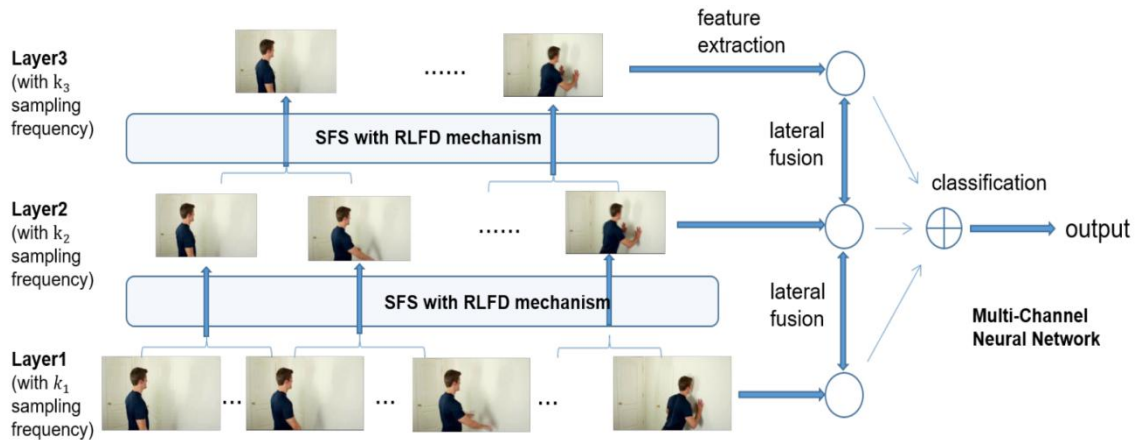 Layer3
(with k₃
sampling
frequency)
......
feature
extraction
SFS with RLFD mechanism
lateral
fusion
Layer2
(with k₂
sampling
frequency)
......
classification
output
SFS with RLFD mechanism
lateral
fusion
Multi-Channel
Neural Network
Layer1
(with k₁
sampling
frequency)
... ... ...